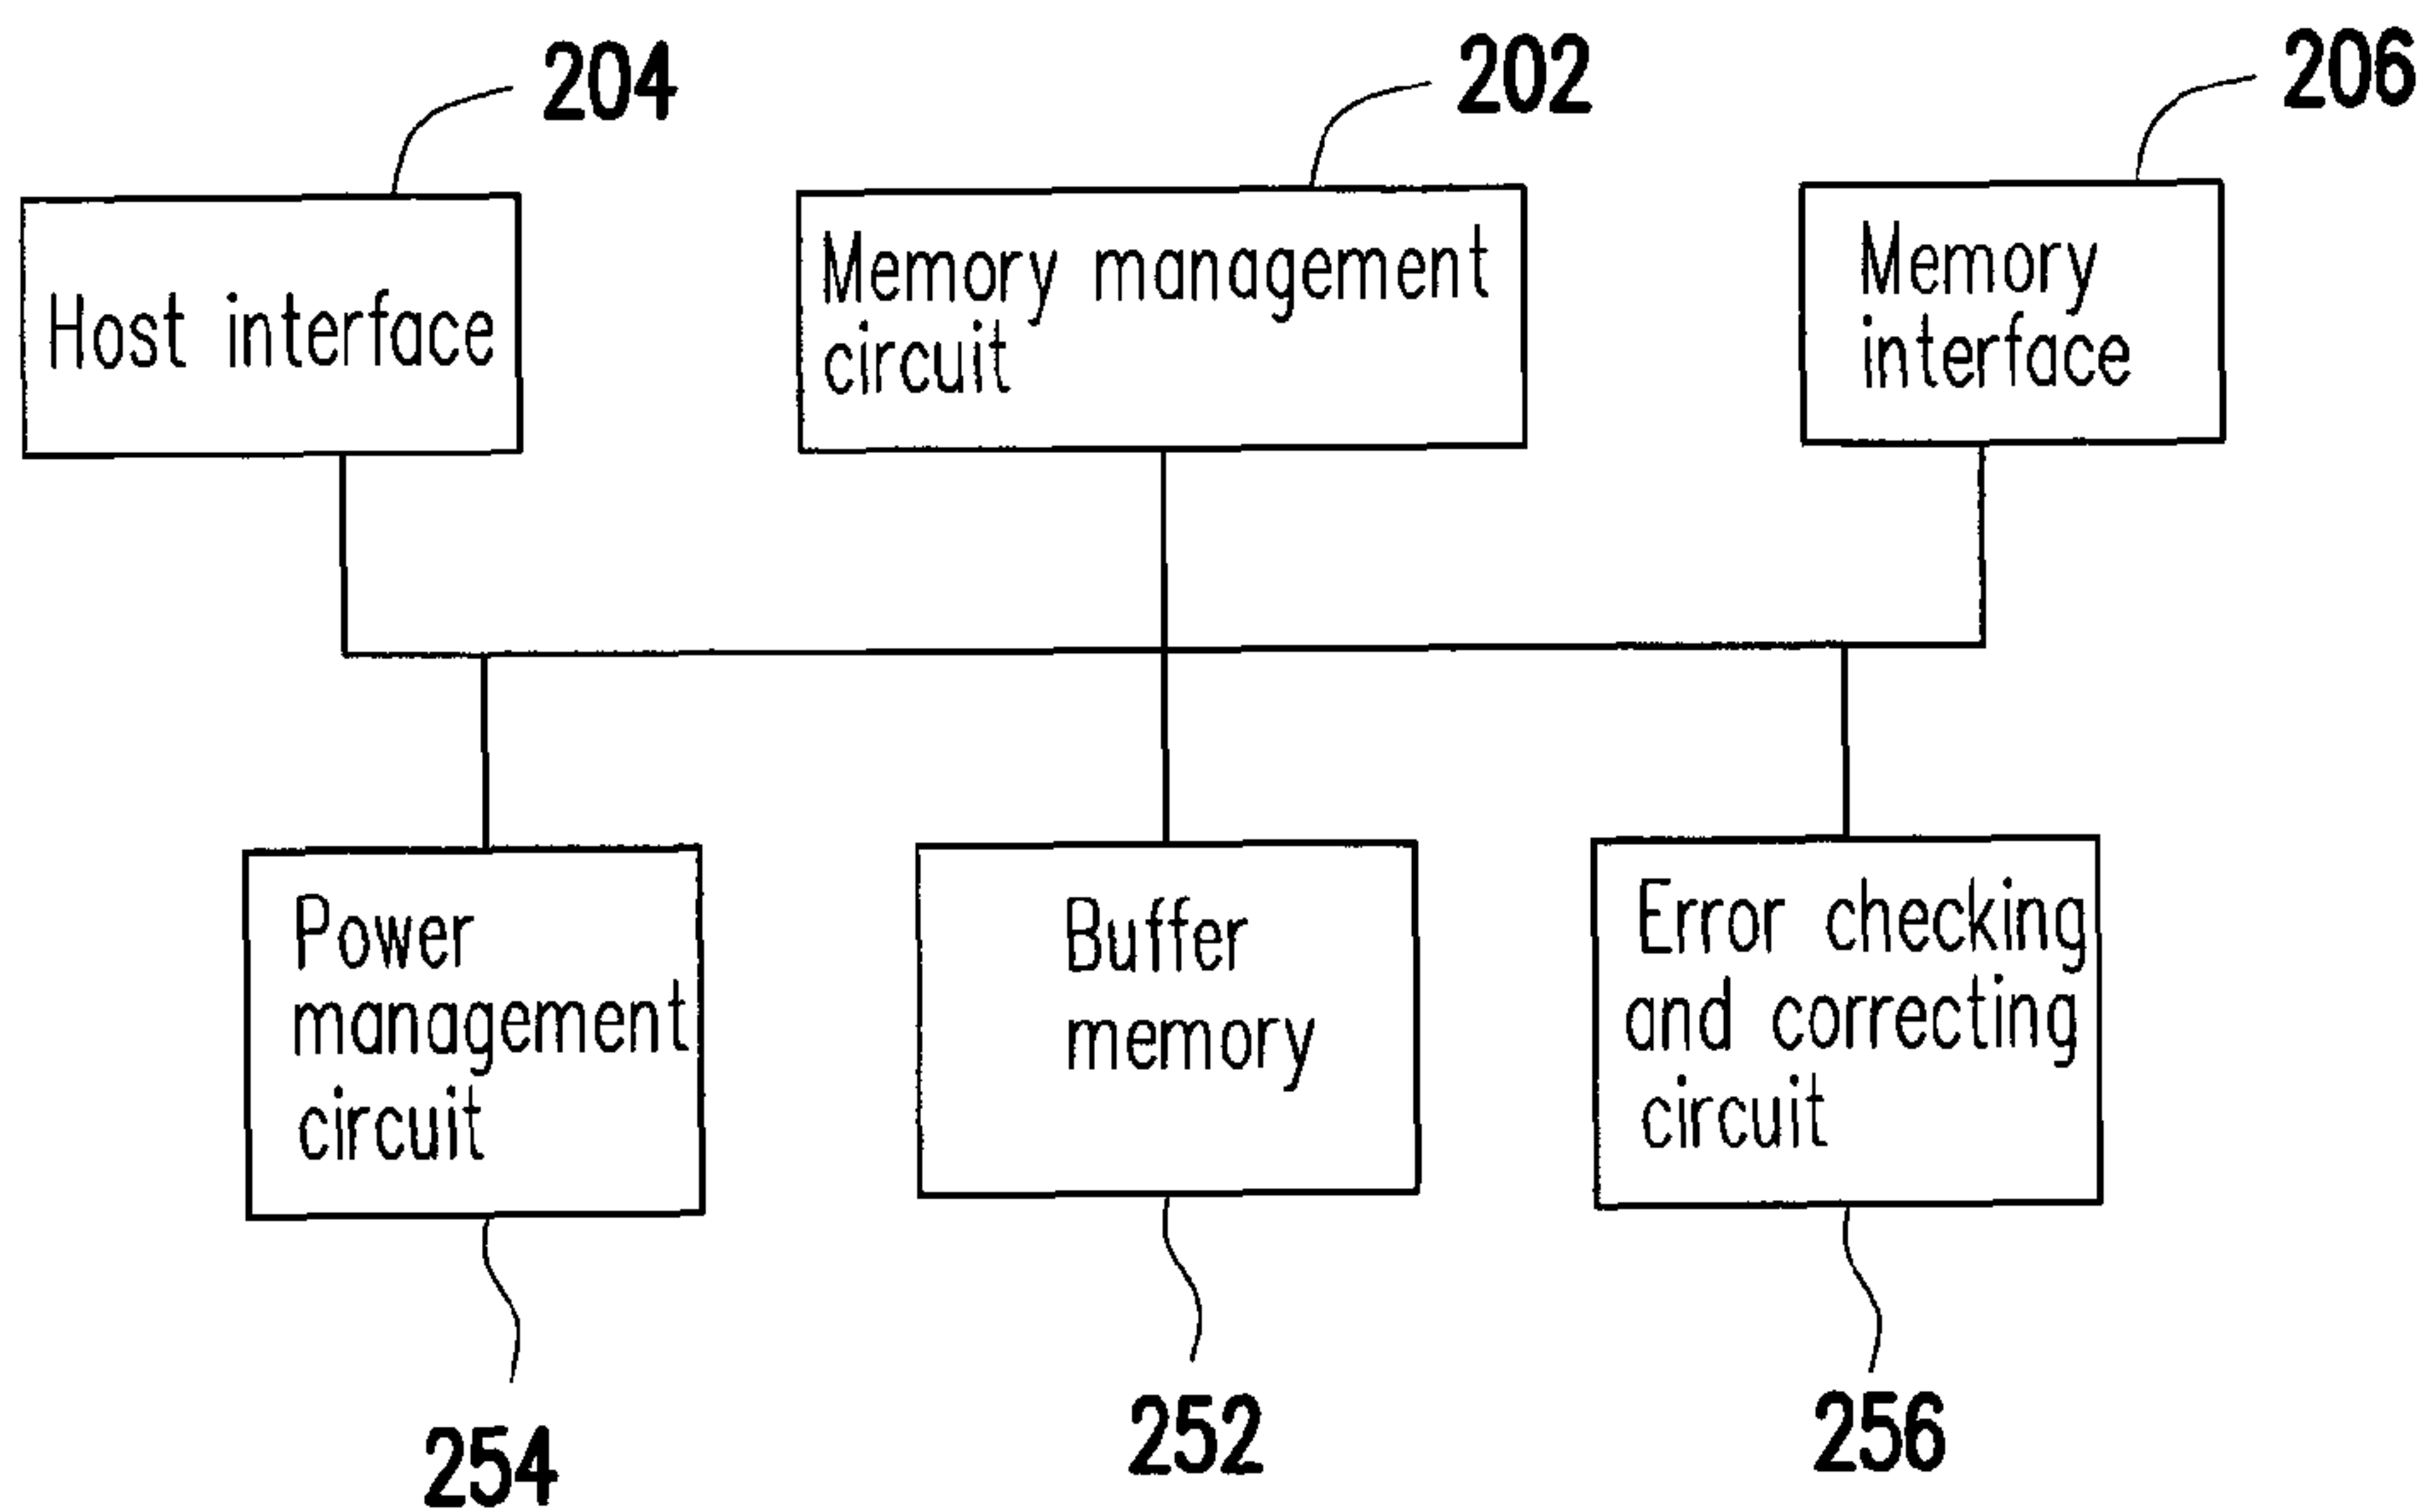 204
202
206
Host interface
Memory management
circuit
Memory
interface
Power
management
circuit
Buffer
memory
Error checking
and correcting
circuit
254
252
256